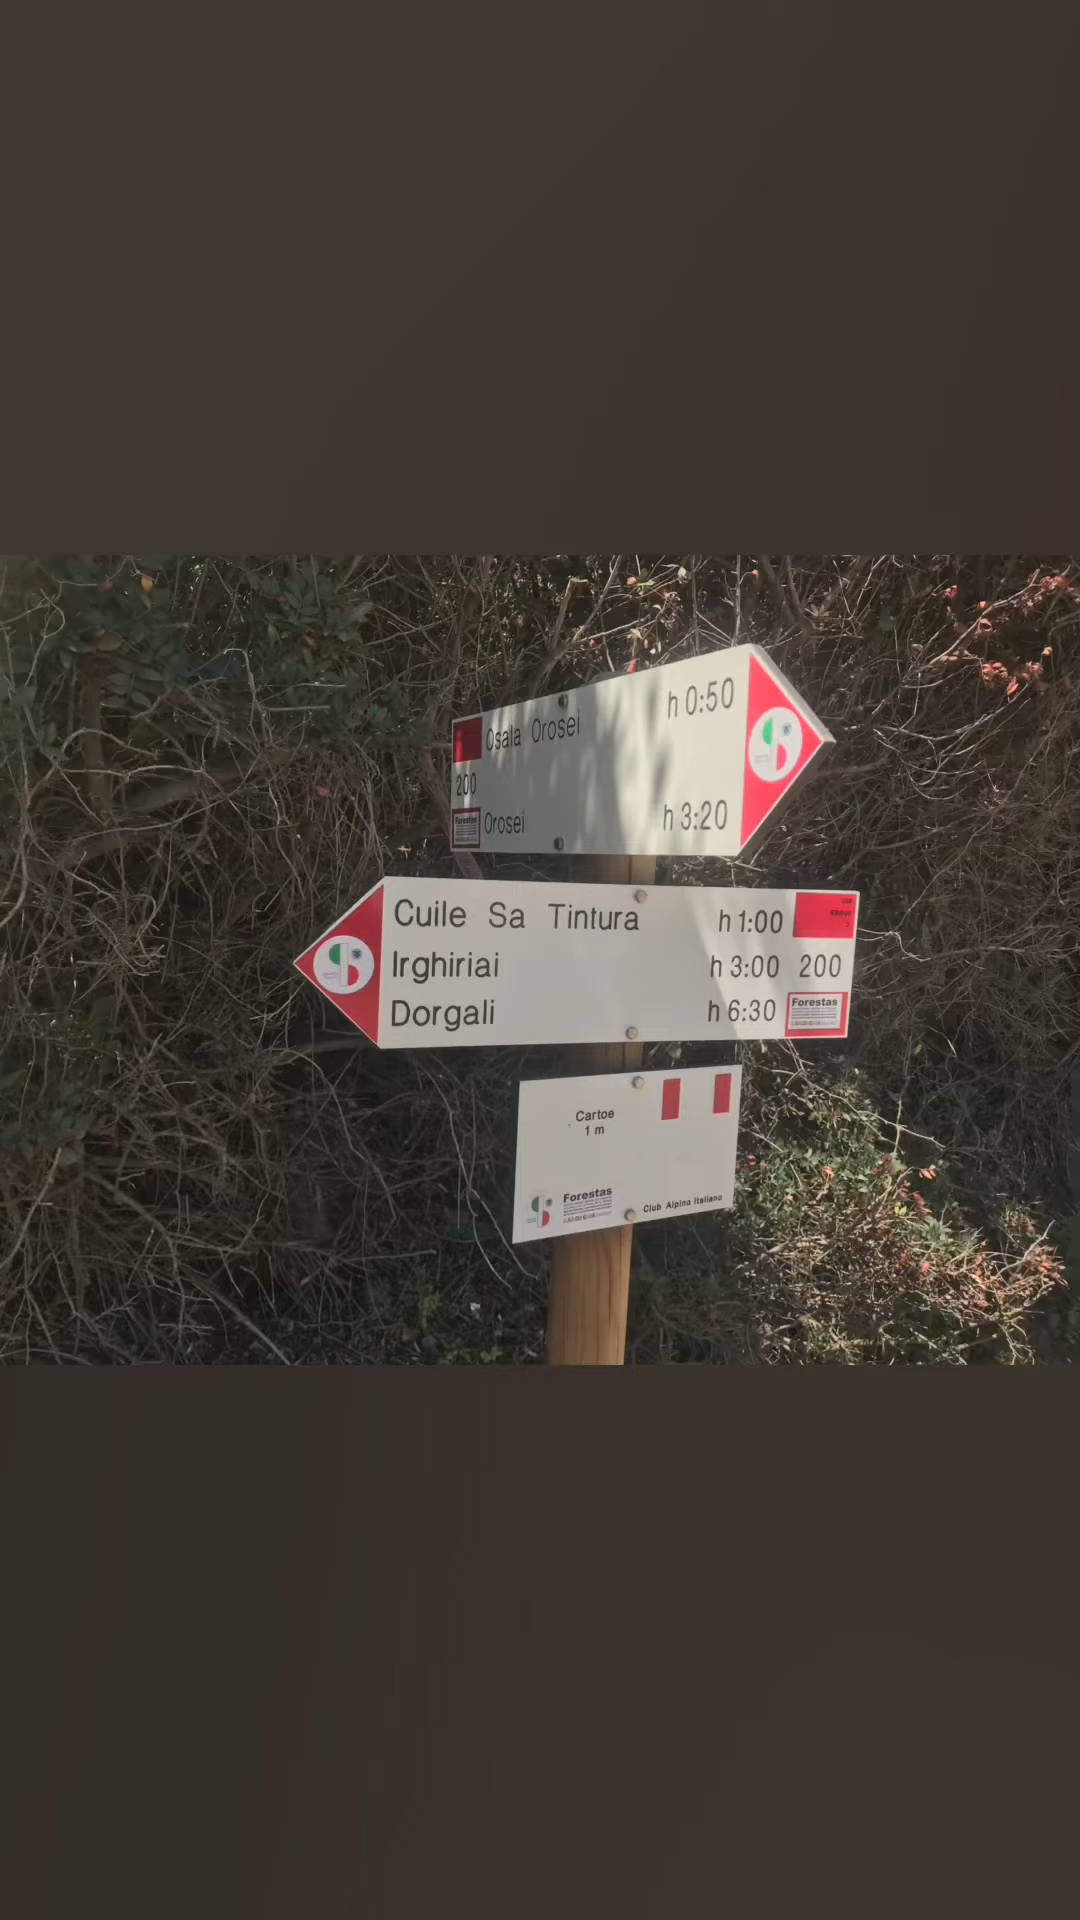 Osala Orosei h 0:50
200
Forestas
Orosei h 3:20
Cuile Sa Tintura h 1:00
Irghiriai h 3:00 200
Dorgali h 6:30
Forestas
Cartoe
1 m
Forestas
Club Alpino Italiano